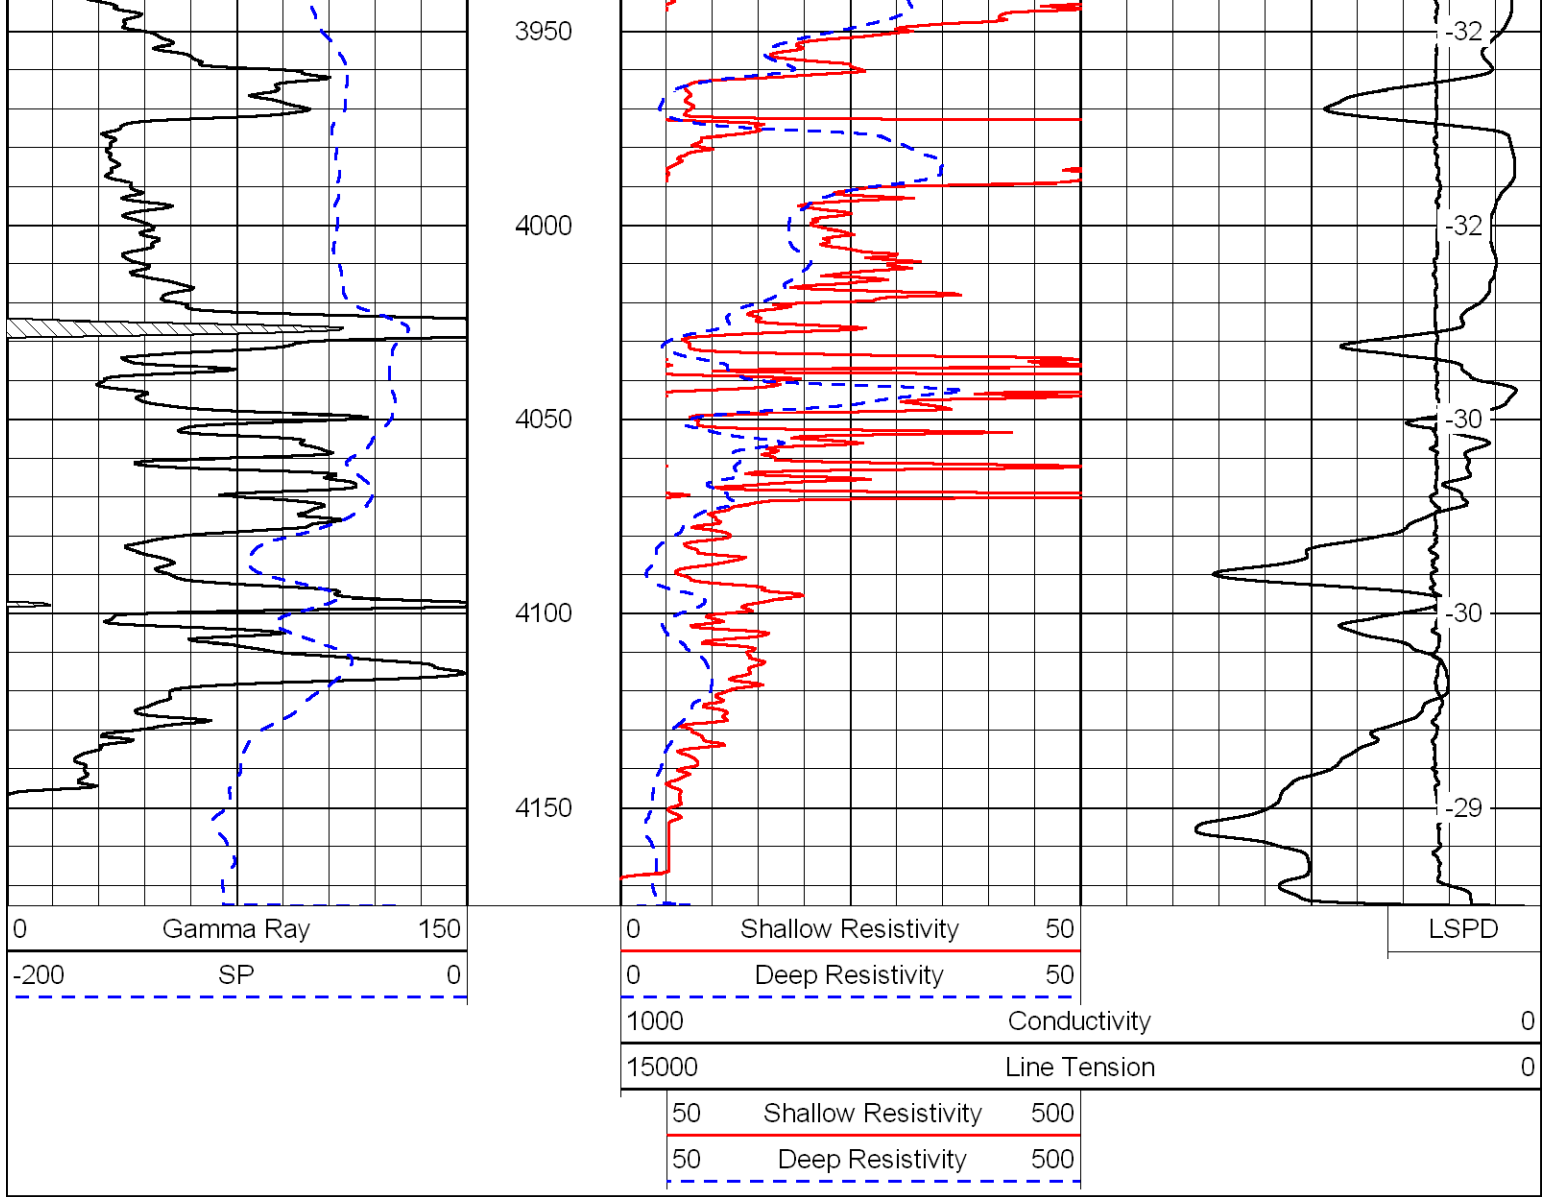 3950 -32
4000 -32
4050 -30
4100 -30
4150 -29
0 Gamma Ray 150 0 Shallow Resistivity 50 LSPD
-200 SP 0 0 Deep Resistivity 50
1000 Conductivity 0
15000 Line Tension 0
50 Shallow Resistivity 500
50 Deep Resistivity 500